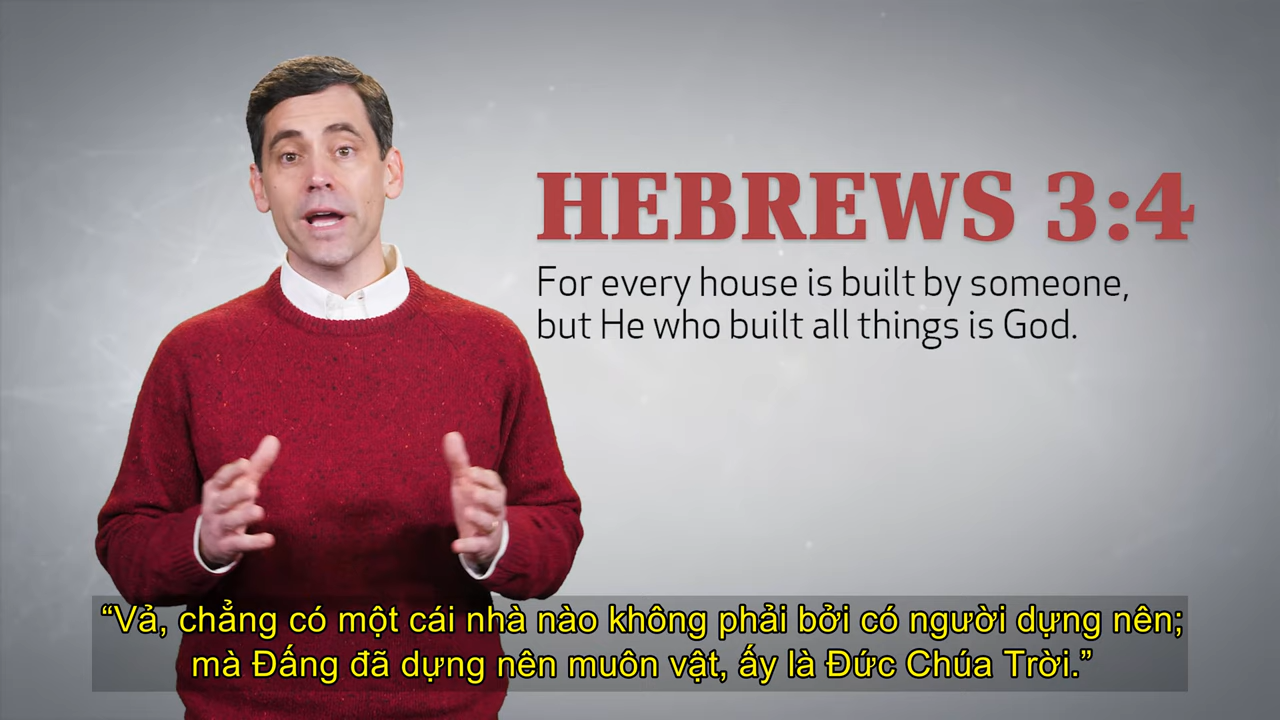 HEBREWS 3:4
For every house is built by someone,
but He who built all things is God.
“Vả, chẳng có một cái nhà nào không phải bởi có người dựng nên;
mà Đấng đã dựng nên muôn vật, ấy là Đức Chúa Trời.”